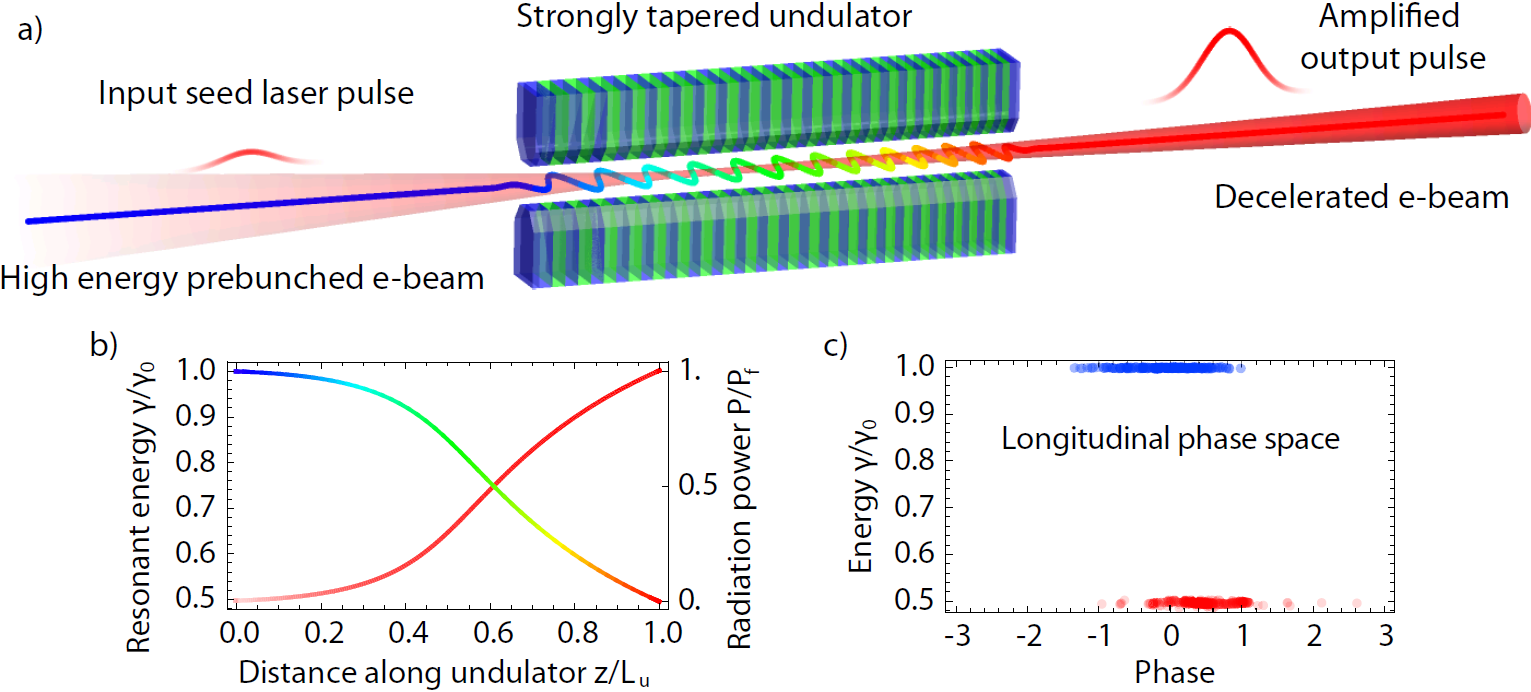 a)
Strongly tapered undulator
Amplified
output pulse
Input seed laser pulse
Decelerated e-beam
High energy prebunched e-beam
b)
Resonant energy γ/γ₀
1.0
0.9
0.8
0.7
0.6
0.5
0.0
0.2
0.4
0.6
0.8
1.0
Distance along undulator z/Lᵤ
1.
0.5
0.
Radiation power P/P_f
c)
Energy γ/γ₀
1.0
0.9
0.8
0.7
0.6
0.5
Longitudinal phase space
-3
-2
-1
0
1
2
3
Phase